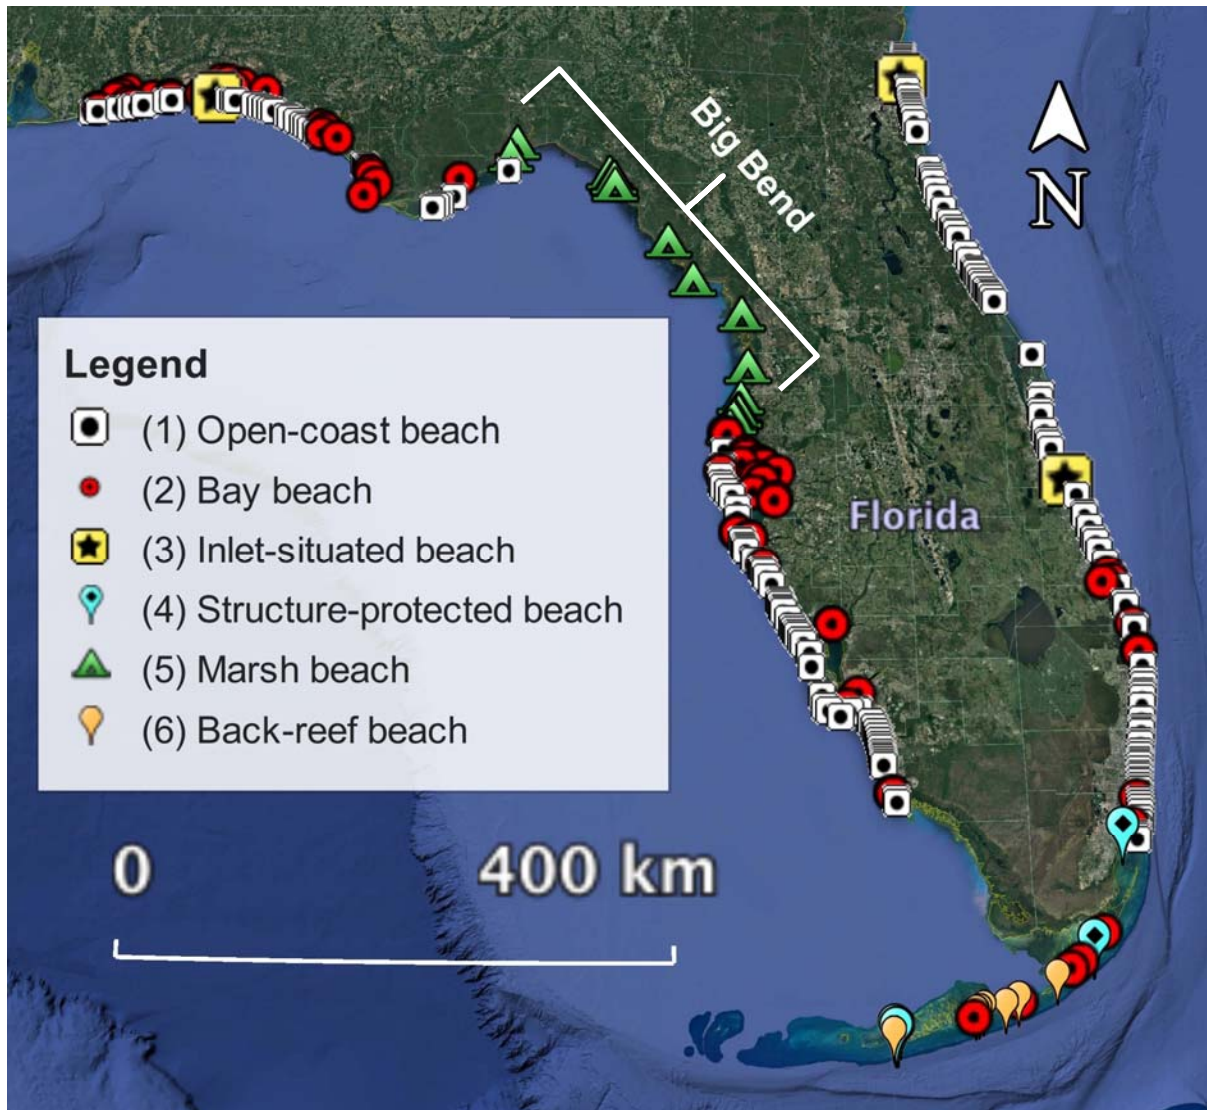 Big Bend
N
Legend
(1) Open-coast beach
(2) Bay beach
(3) Inlet-situated beach
(4) Structure-protected beach
(5) Marsh beach
(6) Back-reef beach
Florida
0 400 km